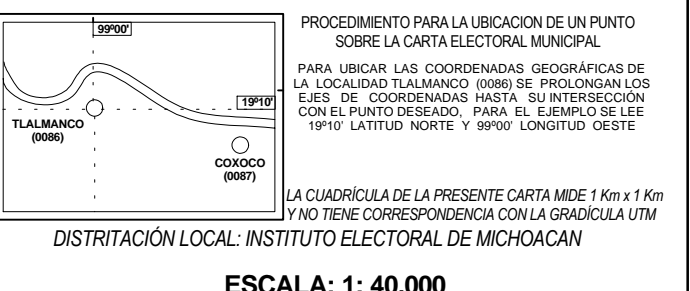 99º00'
19º10'
TLALMANCO
(0086)
COXOCO
(0087)
PROCEDIMIENTO PARA LA UBICACION DE UN PUNTO
SOBRE LA CARTA ELECTORAL MUNICIPAL
PARA UBICAR LAS COORDENADAS GEOGRÁFICAS DE
LA LOCALIDAD TLALMANCO (0086) SE PROLONGAN LOS
EJES DE COORDENADAS HASTA SU INTERSECCIÓN
CON EL PUNTO DESEADO, PARA EL EJEMPLO SE LEE
19º10' LATITUD NORTE Y 99º00' LONGITUD OESTE
LA CUADRÍCULA DE LA PRESENTE CARTA MIDE 1 Km x 1 Km
Y NO TIENE CORRESPONDENCIA CON LA GRADÍCULA UTM
DISTRITACIÓN LOCAL: INSTITUTO ELECTORAL DE MICHOACAN
ESCALA: 1: 40,000